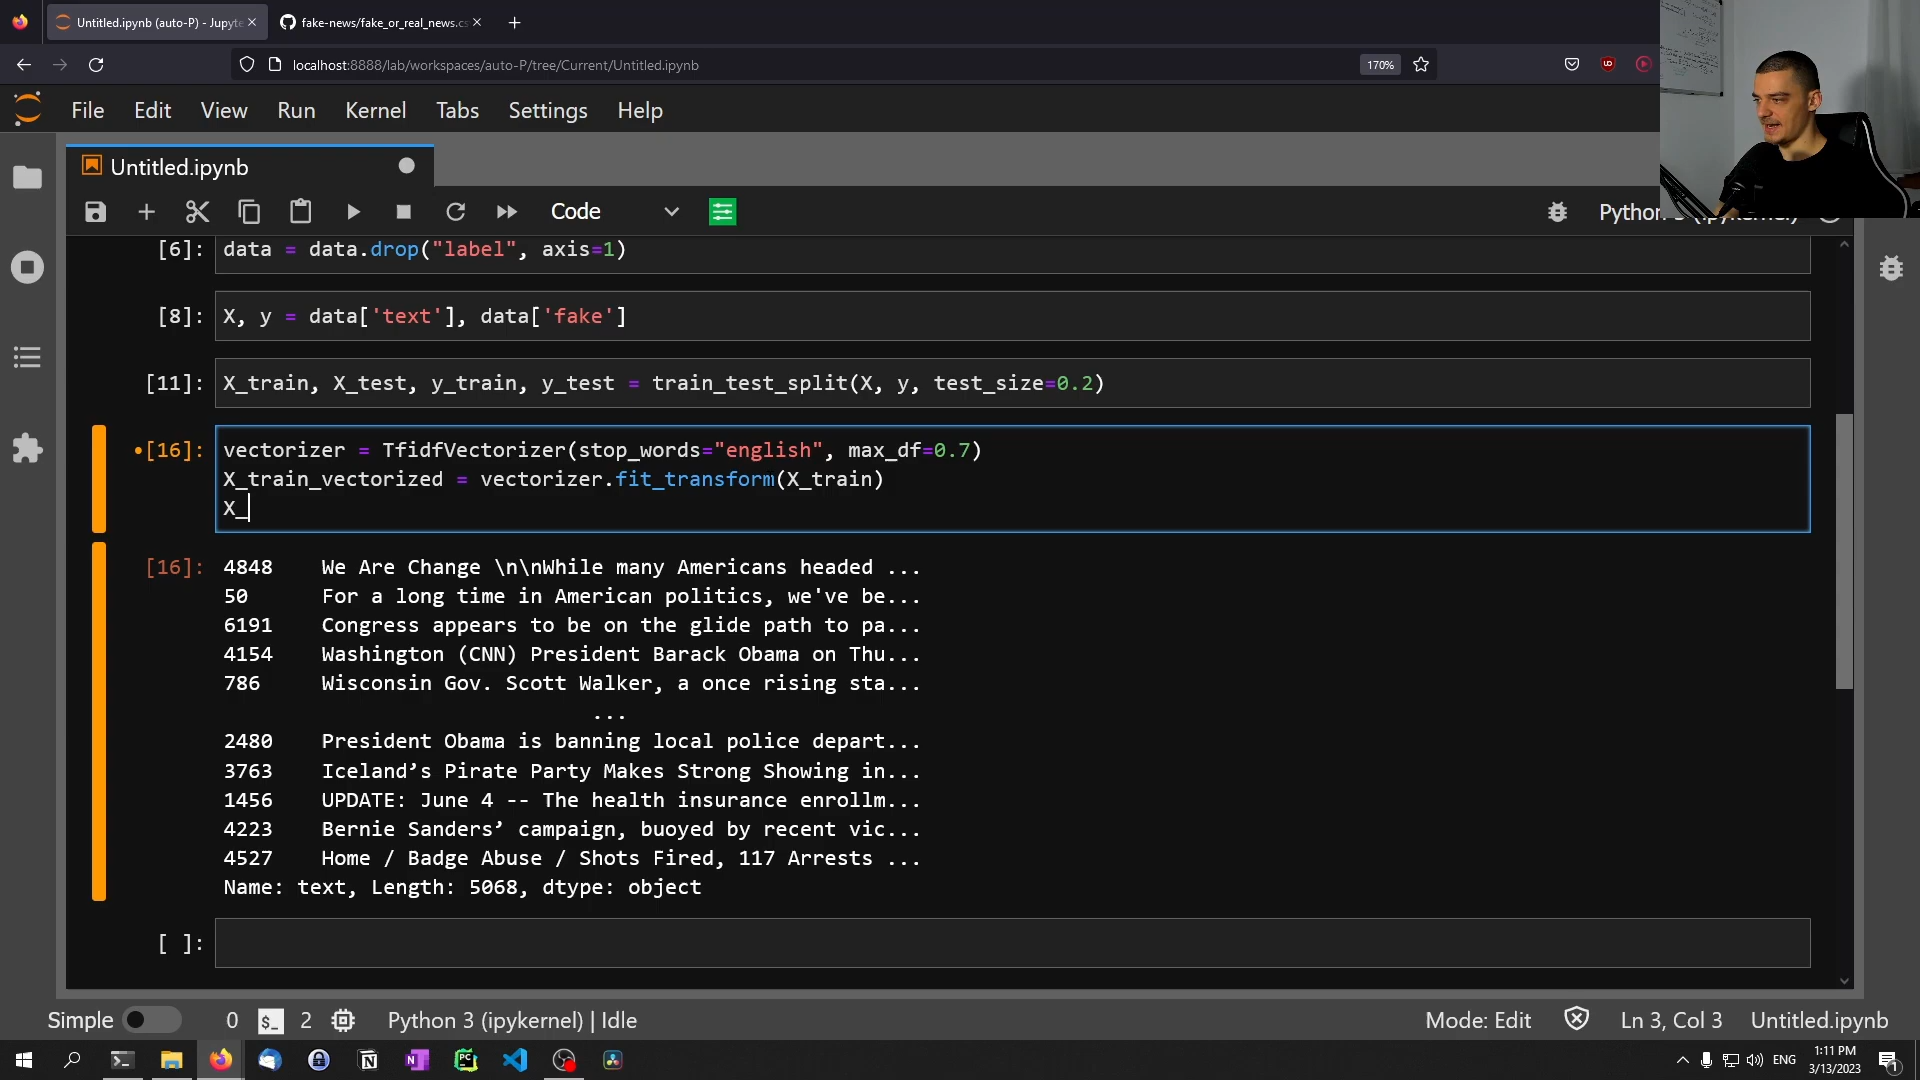 Untitled.ipynb (auto-P) - Jupyte
fake-news/fake_or_real_news.cs
localhost:8888/lab/workspaces/auto-P/tree/Current/Untitled.ipynb
170%
File Edit View Run Kernel Tabs Settings Help
Untitled.ipynb
Code
Python
[6]: data = data.drop("label", axis=1)
[8]: X, y = data['text'], data['fake']
[11]: X_train, X_test, y_train, y_test = train_test_split(X, y, test_size=0.2)
•[16]: vectorizer = TfidfVectorizer(stop_words="english", max_df=0.7)
X_train_vectorized = vectorizer.fit_transform(X_train)
X_
[16]: 4848 We Are Change \n\nWhile many Americans headed ...
50 For a long time in American politics, we've be...
6191 Congress appears to be on the glide path to pa...
4154 Washington (CNN) President Barack Obama on Thu...
786 Wisconsin Gov. Scott Walker, a once rising sta...
...
2480 President Obama is banning local police depart...
3763 Iceland’s Pirate Party Makes Strong Showing in...
1456 UPDATE: June 4 -- The health insurance enrollm...
4223 Bernie Sanders’ campaign, buoyed by recent vic...
4527 Home / Badge Abuse / Shots Fired, 117 Arrests ...
Name: text, Length: 5068, dtype: object
[ ]:
Simple 0 $_ 2 Python 3 (ipykernel) | Idle Mode: Edit Ln 3, Col 3 Untitled.ipynb
ENG
1:11 PM
3/13/2023
1